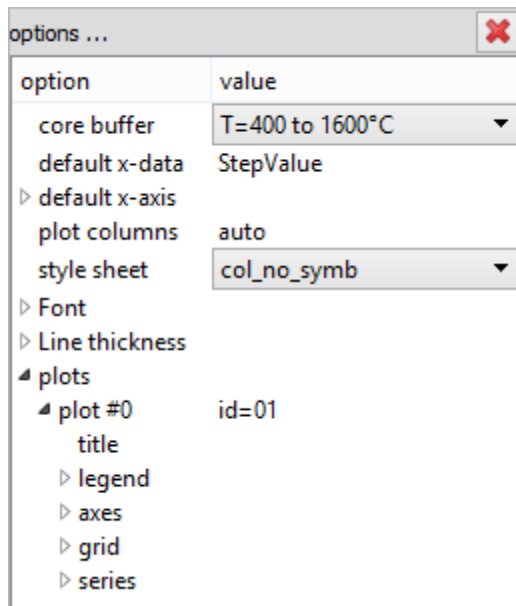 options ...
option value
core buffer T=400 to 1600°C
default x-data StepValue
default x-axis
plot columns auto
style sheet col_no_symb
Font
Line thickness
plots
plot #0 id=01
title
legend
axes
grid
series